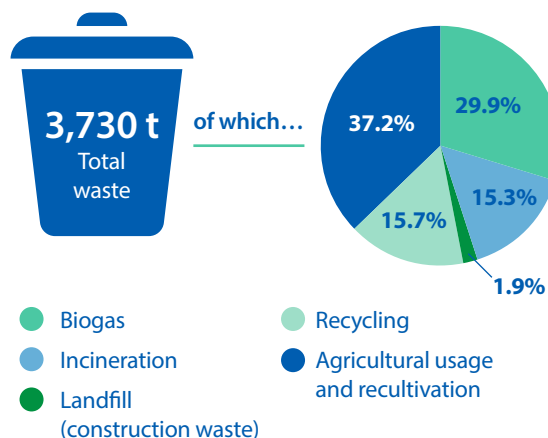 3,730 t
Total
waste
of which…
37.2%
29.9%
15.3%
15.7%
1.9%
Biogas
Incineration
Landfill
(construction waste)
Recycling
Agricultural usage
and recultivation